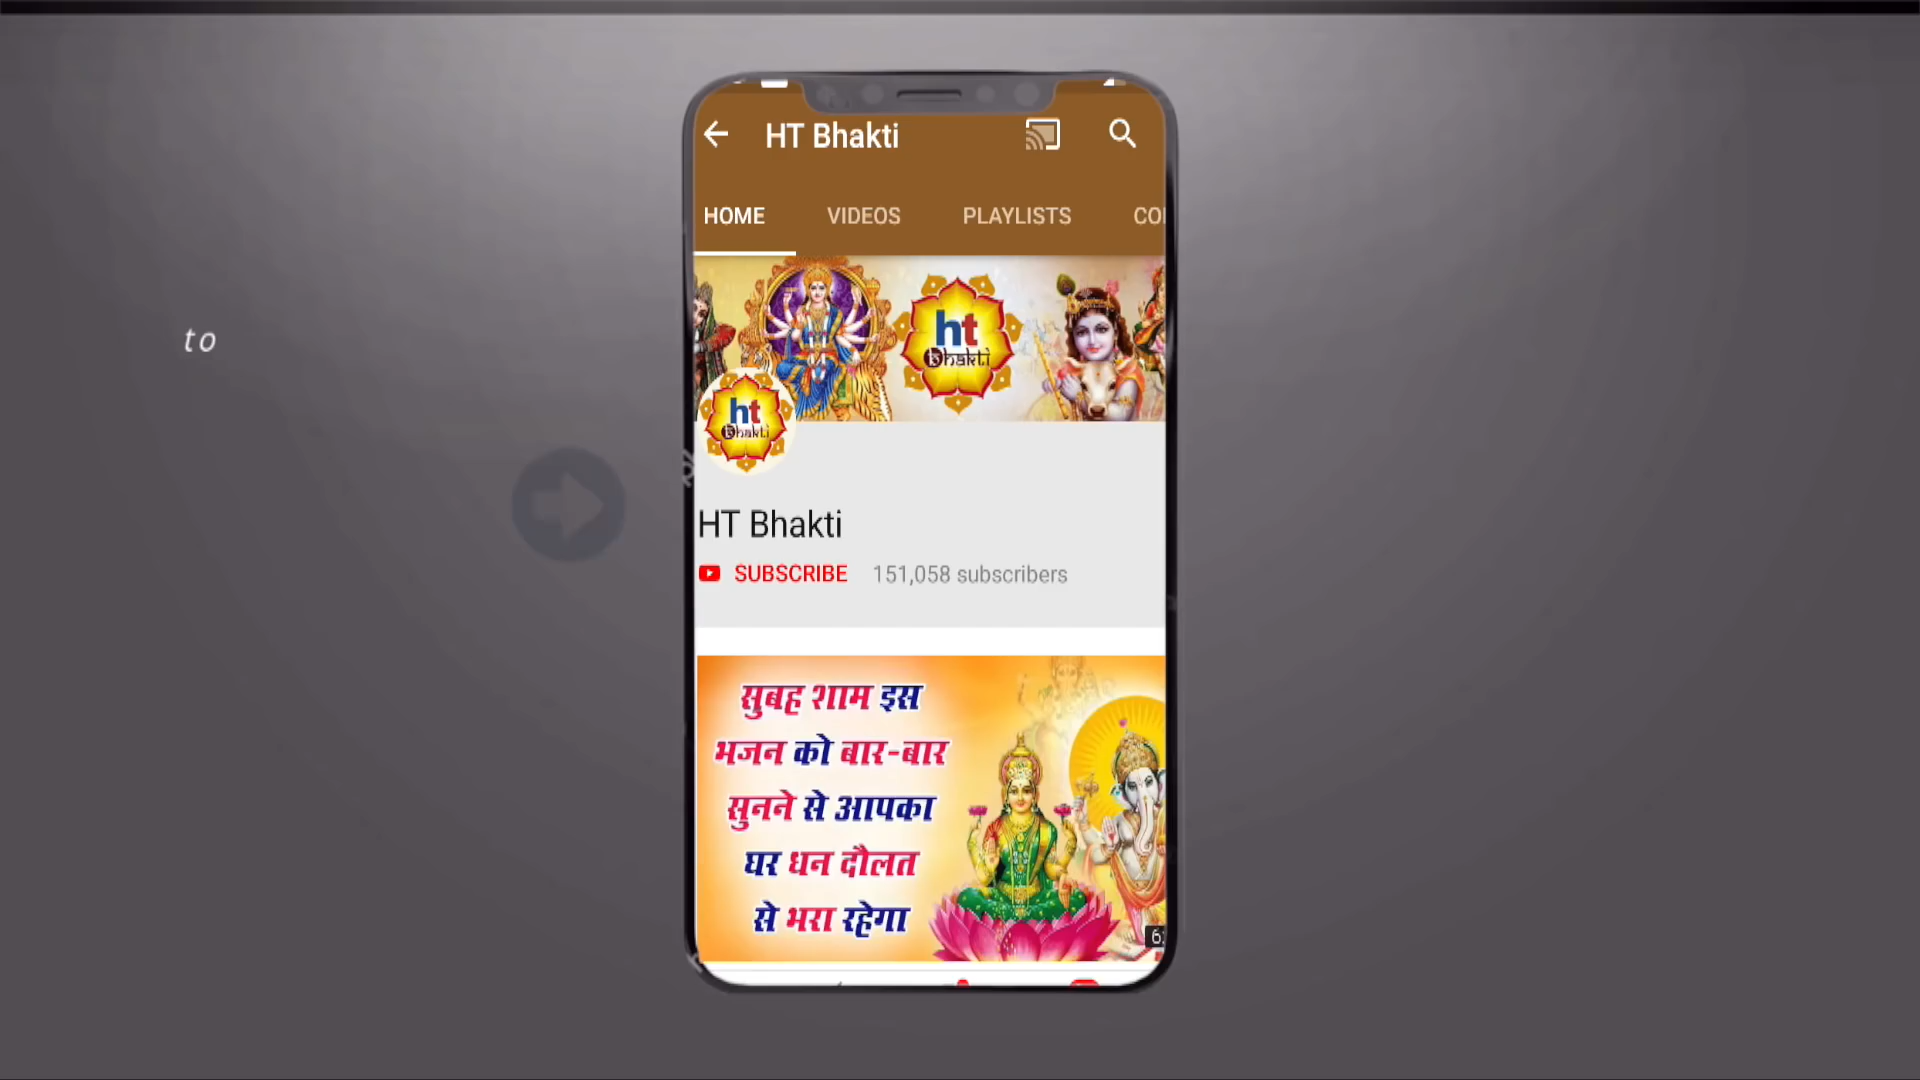 HT Bhakti
HOME VIDEOS PLAYLISTS
ht
Bhakti
to
ht
Bhakti
HT Bhakti
SUBSCRIBE 151,058 subscribers
सुबह शाम इस
भजन को बार-बार
सुनने से आपका
घर धन दौलत
से भरा रहेगा